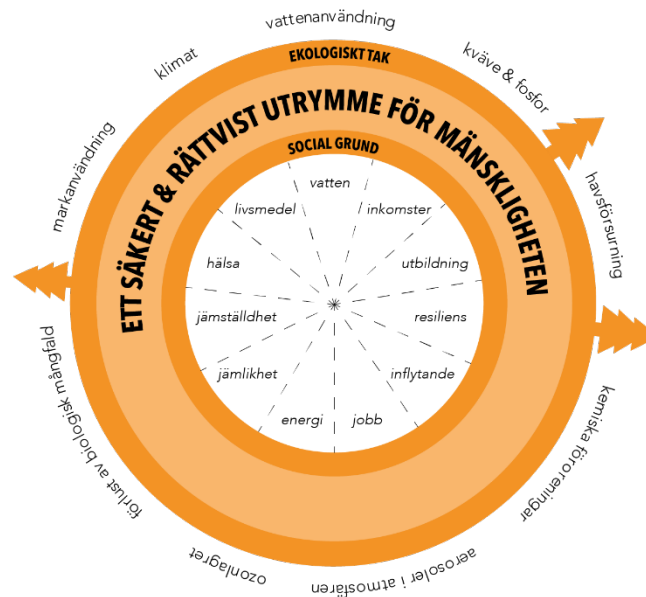 vattenanvändning
klimat
kväve & fosfor
markanvändning
havsförsurning
förlust av biologisk mångfald
kemiska föroreningar
ozonlagret
aerosoler i atmosfären
EKOLOGISKT TAK
ETT SÄKERT & RÄTTVIST UTRYMME FÖR MÄNSKLIGHETEN
SOCIAL GRUND
vatten
livsmedel
inkomster
hälsa
utbildning
jämställdhet
resiliens
jämlikhet
inflytande
energi
jobb